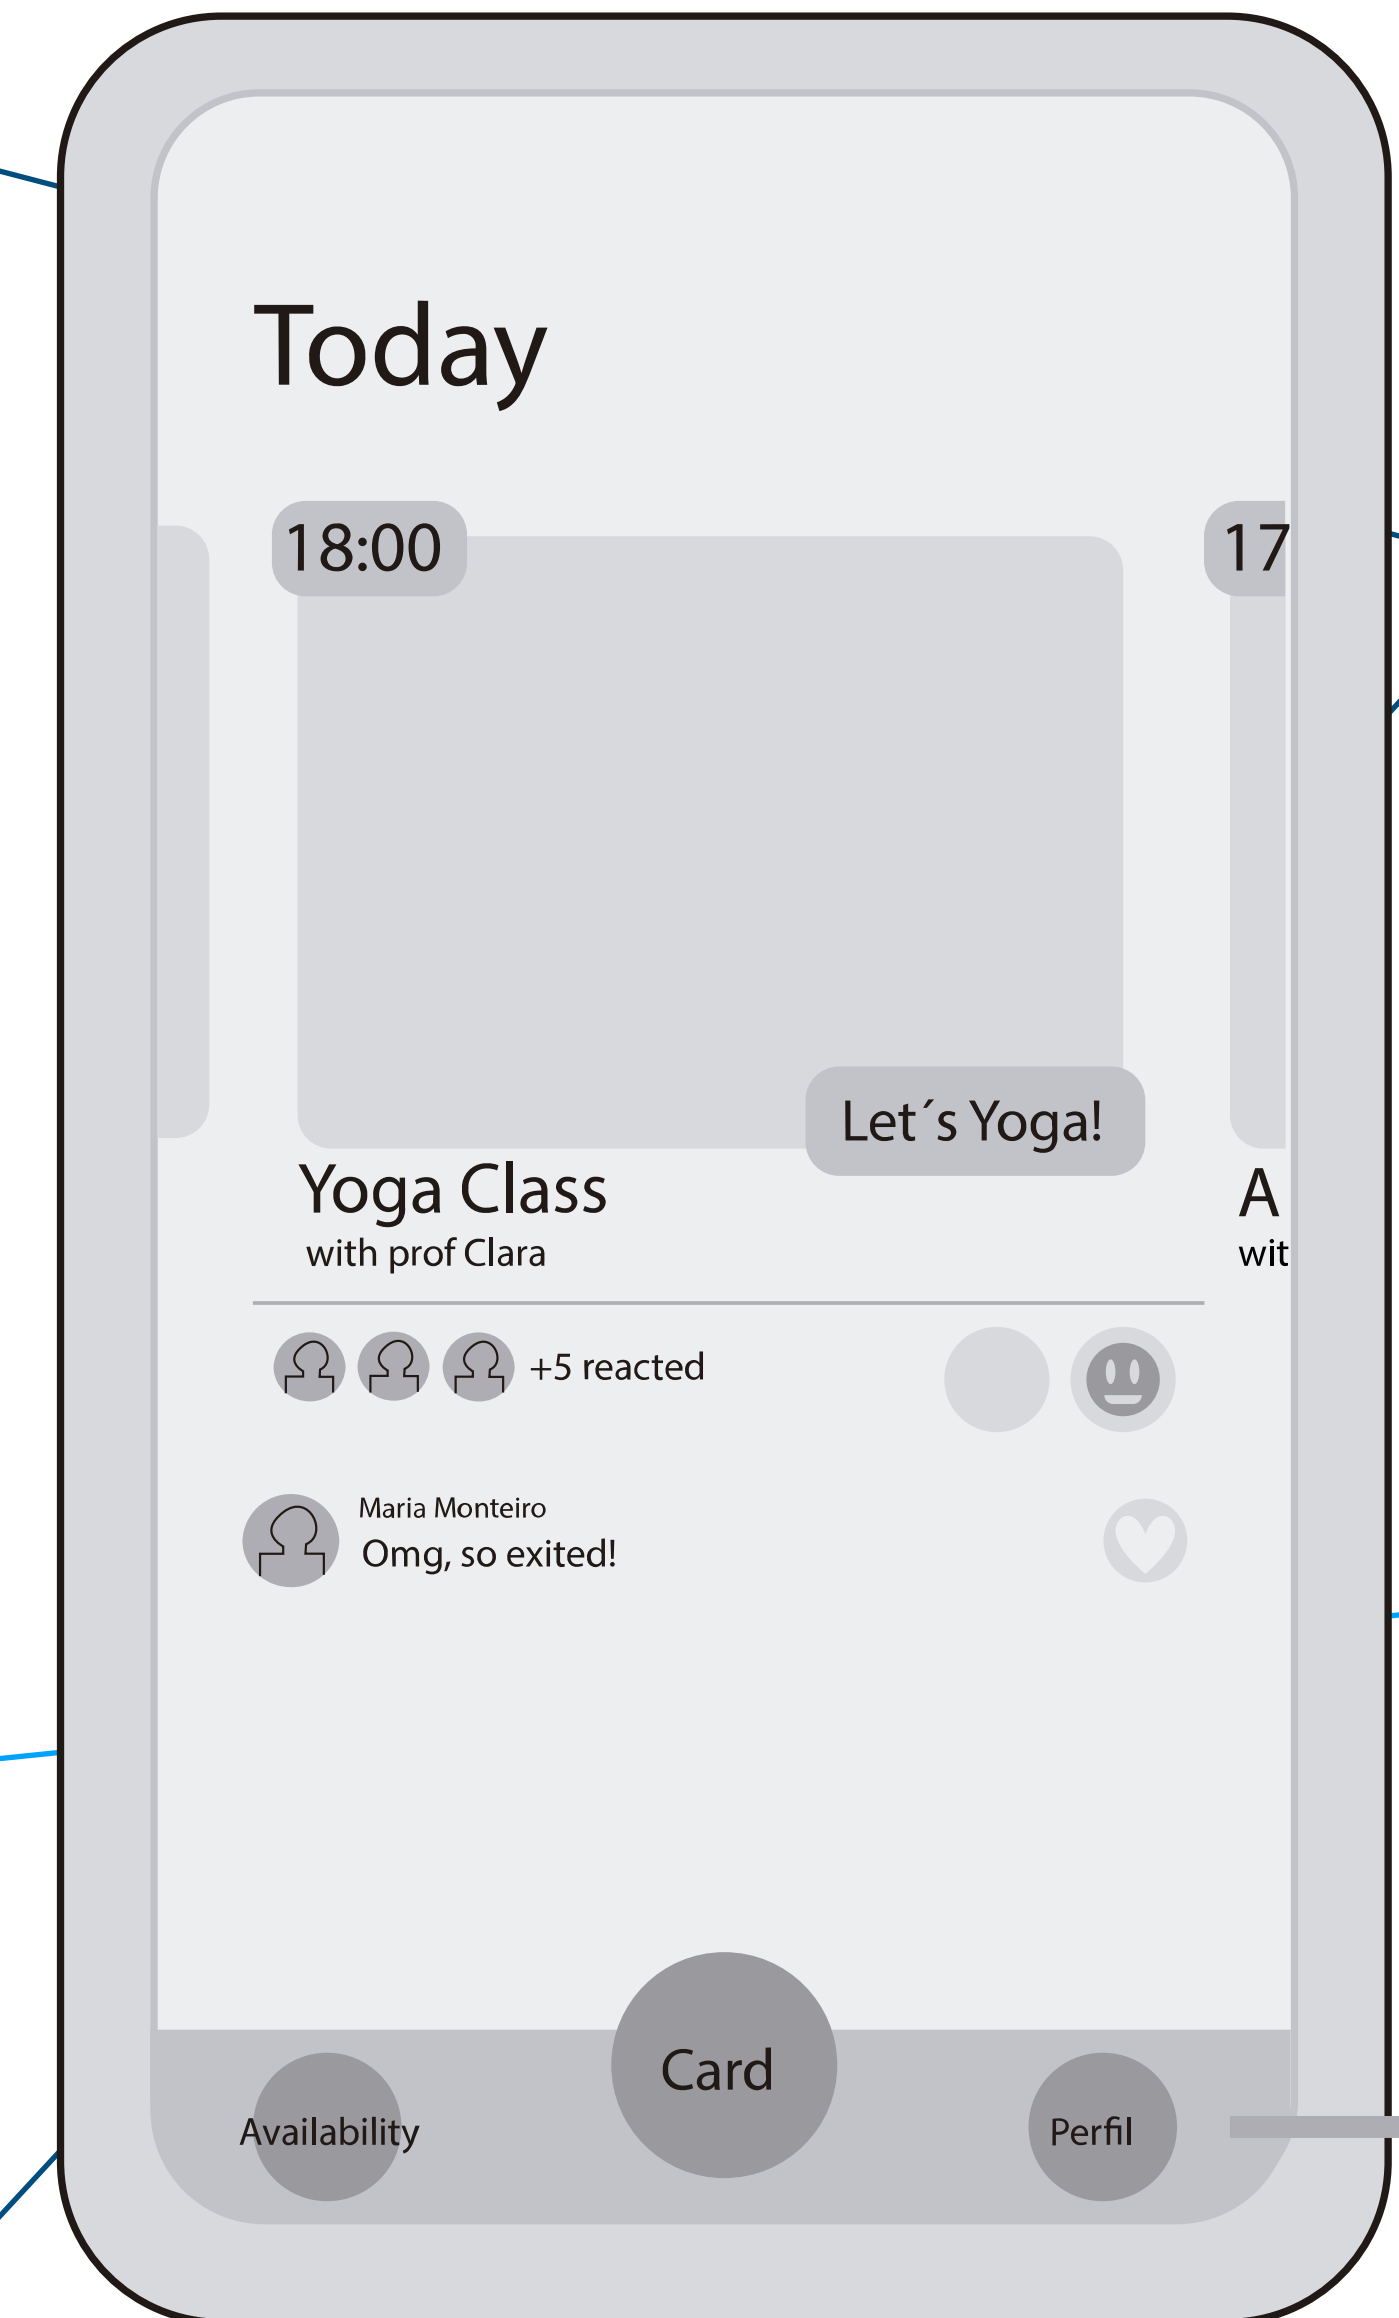 Today
18:00
17
Let´s Yoga!
Yoga Class
A
with prof Clara
wit
+5 reacted
Maria Monteiro
Omg, so exited!
Card
Availability
Perfil